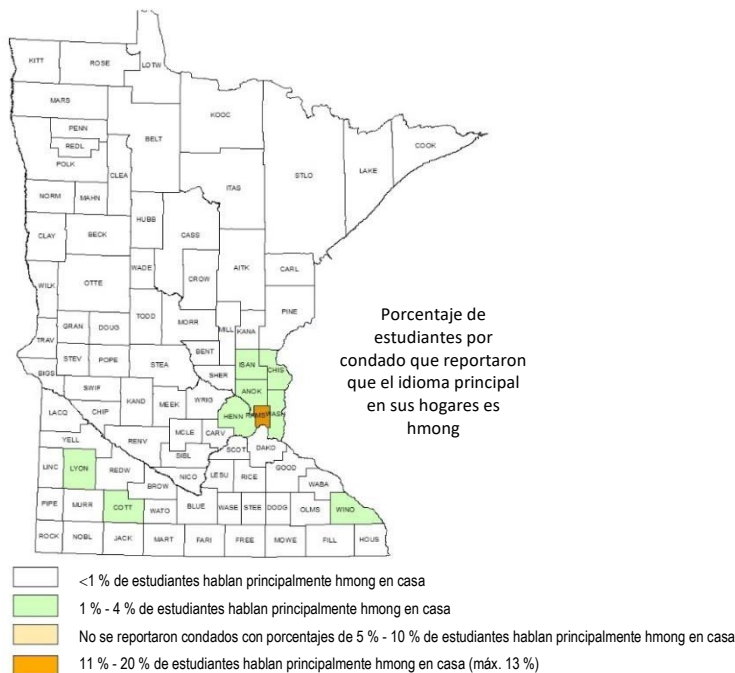 KITT
ROSE
LOTW
MARS
KOOC
PENN
REDL
POLK
BELT
CLEA
STLO
LAKE
COOK
ITAS
NORM
MAHN
HUBB
CASS
CLAY
BECK
WADE
CROW
AITK
CARL
WILK
OTTE
PINE
TODD
MORR
MILL
KANA
GRAN
DOUG
TRAV
BENT
ISAN
CHIS
STEV
POPE
STEA
SHER
BIGS
ANOK
SWIF
KAND
WRIG
HENN
WASH
LACQ
CHIP
MEEK
MCLE
CARV
DAKO
YELL
RENV
SIBL
SCOT
LINC
LYON
REDW
NICO
LESU
RICE
GOOD
WABA
BROW
PIPE
MURR
COTT
WATO
BLUE
WASE
STEE
DODG
OLMS
WINO
ROCK
NOBL
JACK
MART
FARI
FREE
MOWE
FILL
HOUS
Porcentaje de
estudiantes por
condado que reportaron
que el idioma principal
en sus hogares es
hmong
<1 % de estudiantes hablan principalmente hmong en casa
1 % - 4 % de estudiantes hablan principalmente hmong en casa
No se reportaron condados con porcentajes de 5 % - 10 % de estudiantes hablan principalmente hmong en casa
11 % - 20 % de estudiantes hablan principalmente hmong en casa (máx. 13 %)